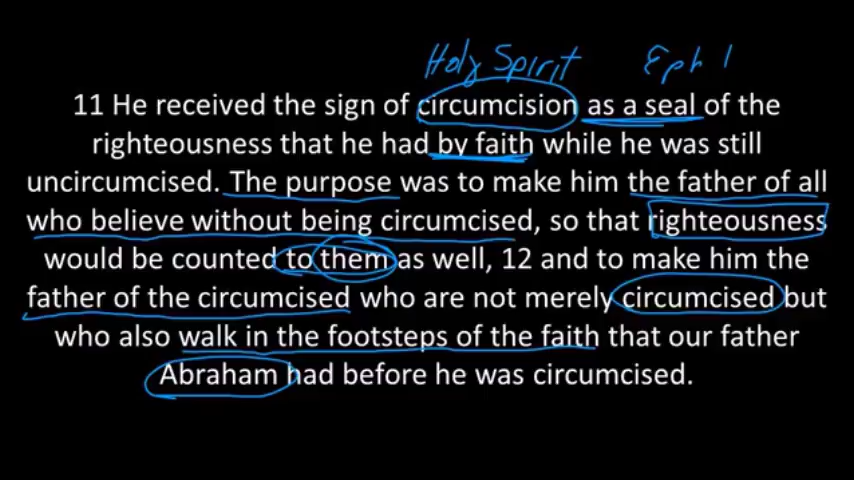 Holy Spirit Eph 1
11 He received the sign of circumcision as a seal of the
righteousness that he had by faith while he was still
uncircumcised. The purpose was to make him the father of all
who believe without being circumcised, so that righteousness
would be counted to them as well, 12 and to make him the
father of the circumcised who are not merely circumcised but
who also walk in the footsteps of the faith that our father
Abraham had before he was circumcised.